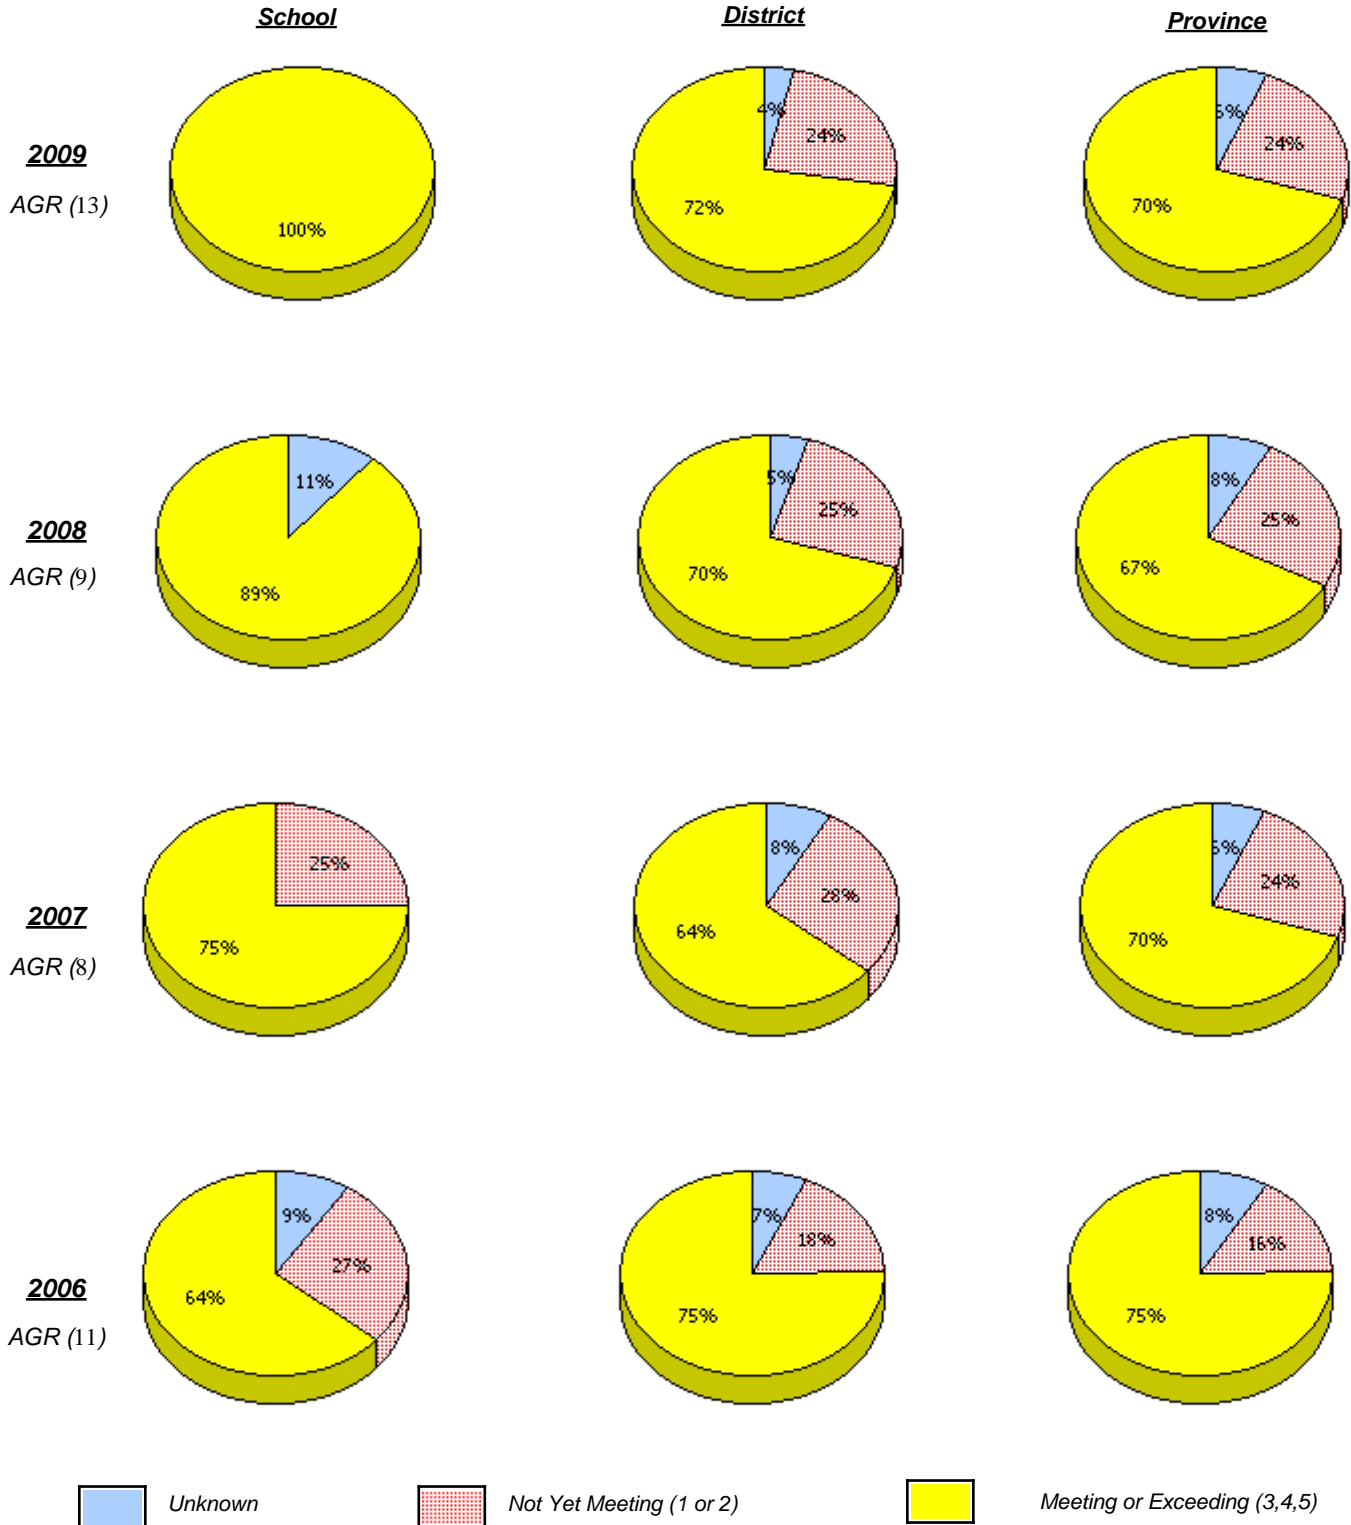 School District Province
2009
AGR (13)
100%
4% 24% 72%
24% 70%
2008
AGR (9)
11% 89%
5% 25% 70%
8% 25% 67%
2007
AGR (8)
25% 75%
8% 28% 64%
24% 70%
2006
AGR (11)
9% 27% 64%
7% 18% 75%
8% 16% 75%
Unknown Not Yet Meeting (1 or 2) Meeting or Exceeding (3,4,5)